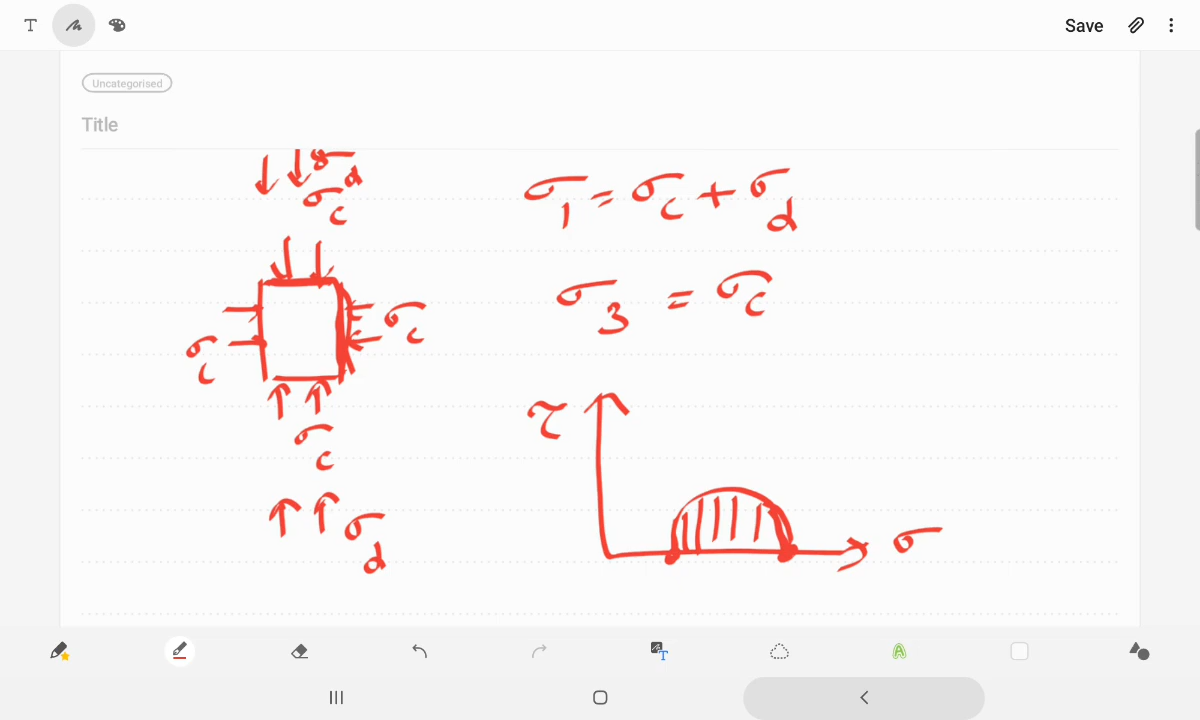 Save
Uncategorised
Title
σd
σc
σ1 = σc + σd
σc
σc
σ3 = σc
σc
τ
σd
σ
T
A